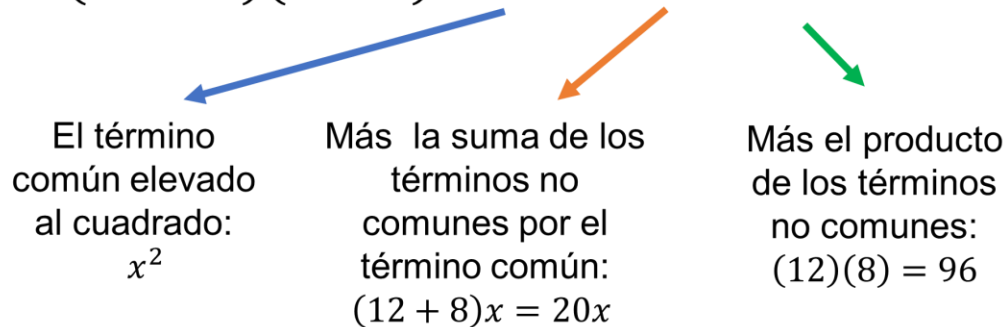 El término
común elevado
al cuadrado:
x²
Más la suma de los
términos no
comunes por el
término común:
(12 + 8)x = 20x
Más el producto
de los términos
no comunes:
(12)(8) = 96